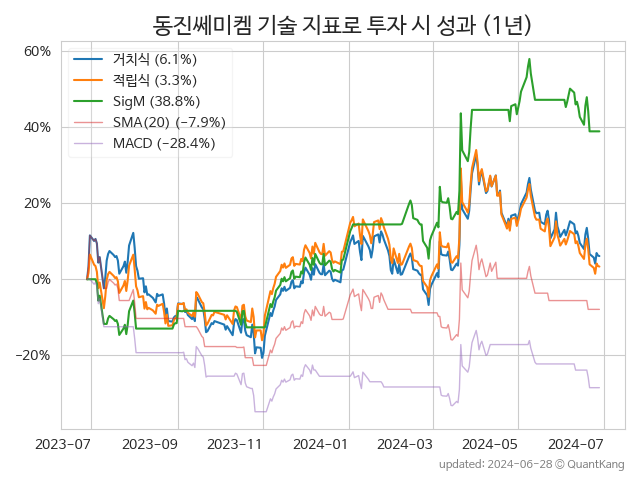 동진쎄미켐 기술 지표로 투자 시 성과 (1년)
60%
40%
20%
0%
−20%
거치식 (6.1%)
적립식 (3.3%)
SigM (38.8%)
SMA(20) (−7.9%)
MACD (−28.4%)
2023-07 2023-09 2023-11 2024-01 2024-03 2024-05 2024-07
updated: 2024-06-28 ⓒ QuantKang